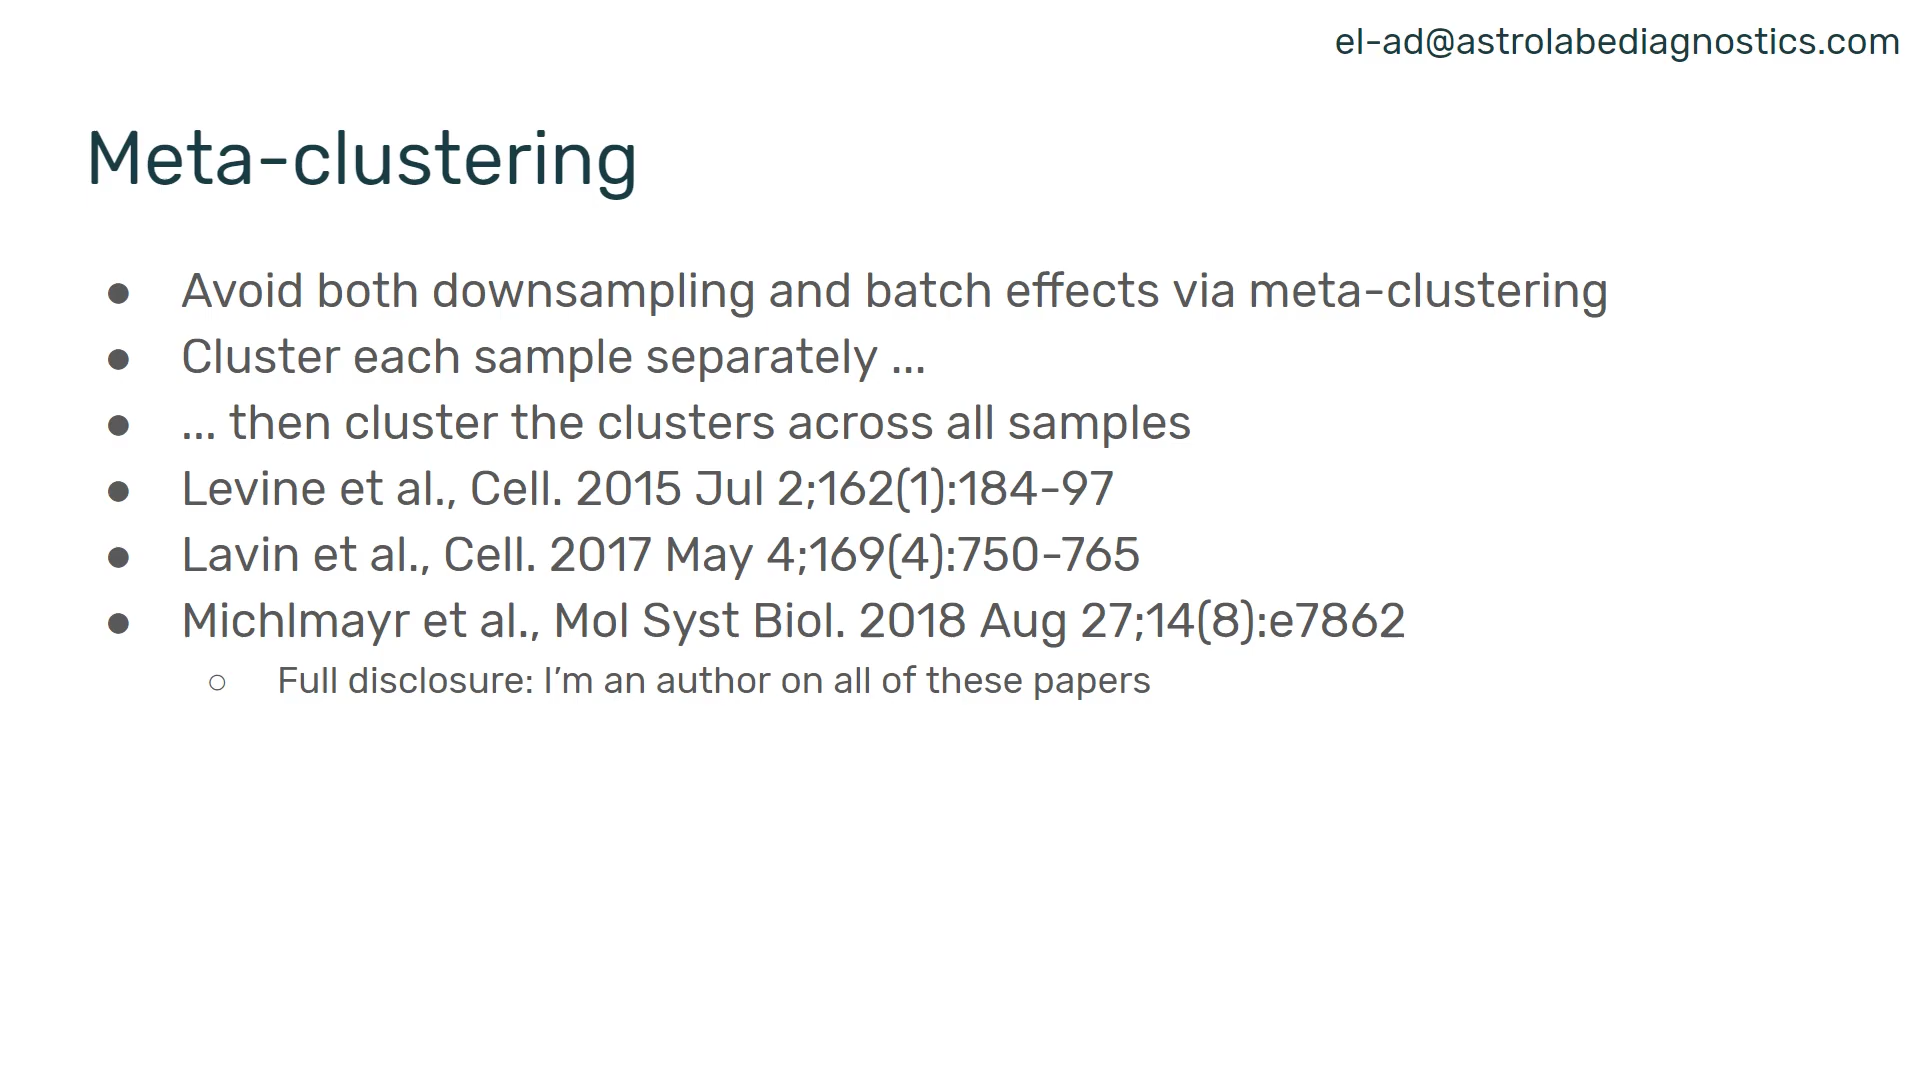 el-ad@astrolabediagnostics.com
Meta-clustering
● Avoid both downsampling and batch effects via meta-clustering
● Cluster each sample separately ...
● ... then cluster the clusters across all samples
● Levine et al., Cell. 2015 Jul 2;162(1):184-97
● Lavin et al., Cell. 2017 May 4;169(4):750-765
● Michlmayr et al., Mol Syst Biol. 2018 Aug 27;14(8):e7862
○ Full disclosure: I’m an author on all of these papers